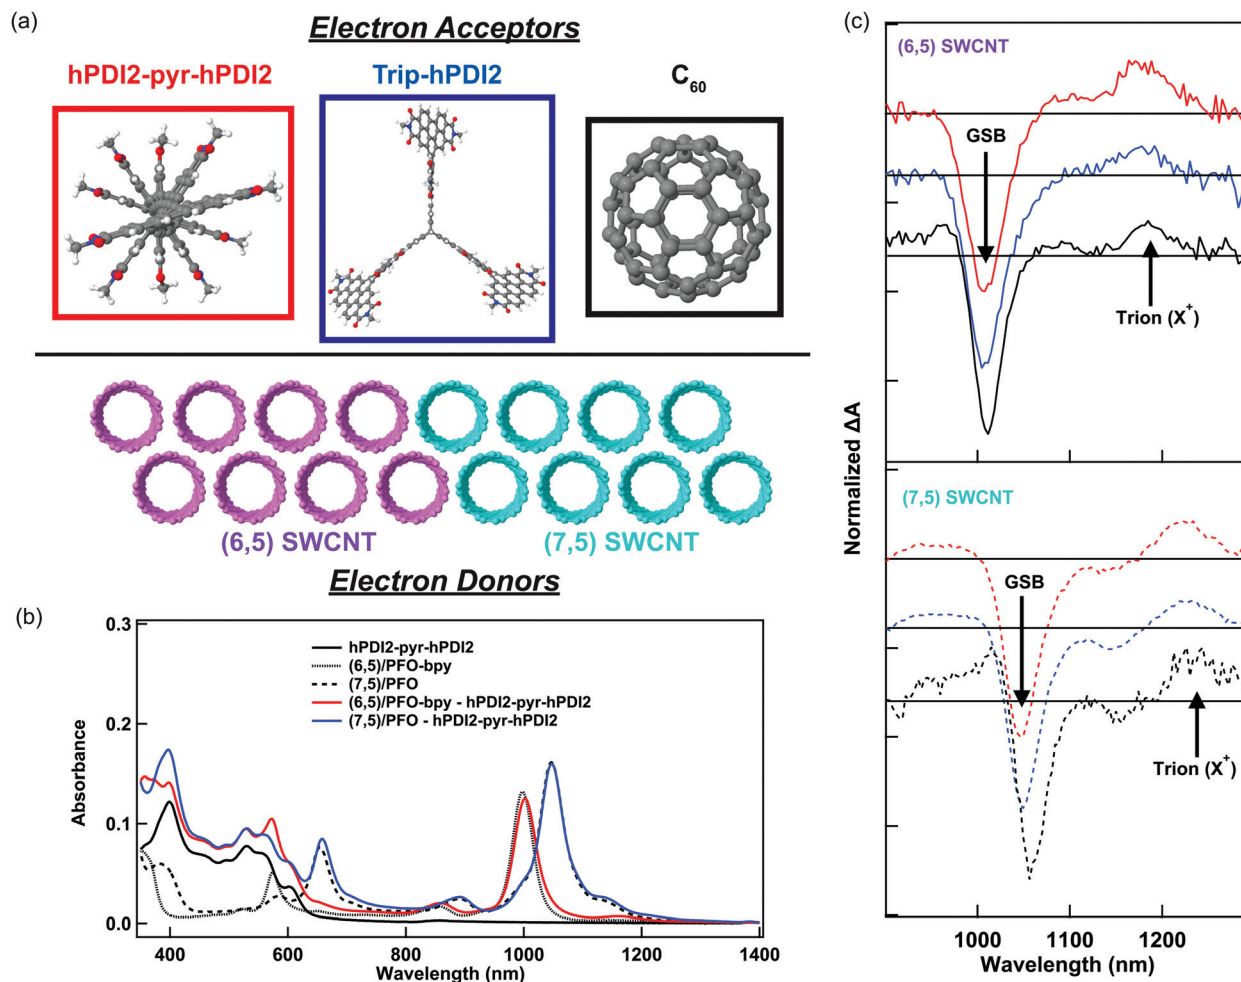 (a)
Electron Acceptors
hPDI2-pyr-hPDI2
Trip-hPDI2
C60
(6,5) SWCNT
(7,5) SWCNT
Electron Donors
(b)
0.3
0.2
0.1
0.0
Absorbance
hPDI2-pyr-hPDI2
(6,5)/PFO-bpy
(7,5)/PFO
(6,5)/PFO-bpy - hPDI2-pyr-hPDI2
(7,5)/PFO - hPDI2-pyr-hPDI2
400
600
800
1000
1200
1400
Wavelength (nm)
(c)
(6,5) SWCNT
GSB
Trion (X+)
Normalized ΔA
(7,5) SWCNT
GSB
Trion (X+)
1000
1100
1200
Wavelength (nm)